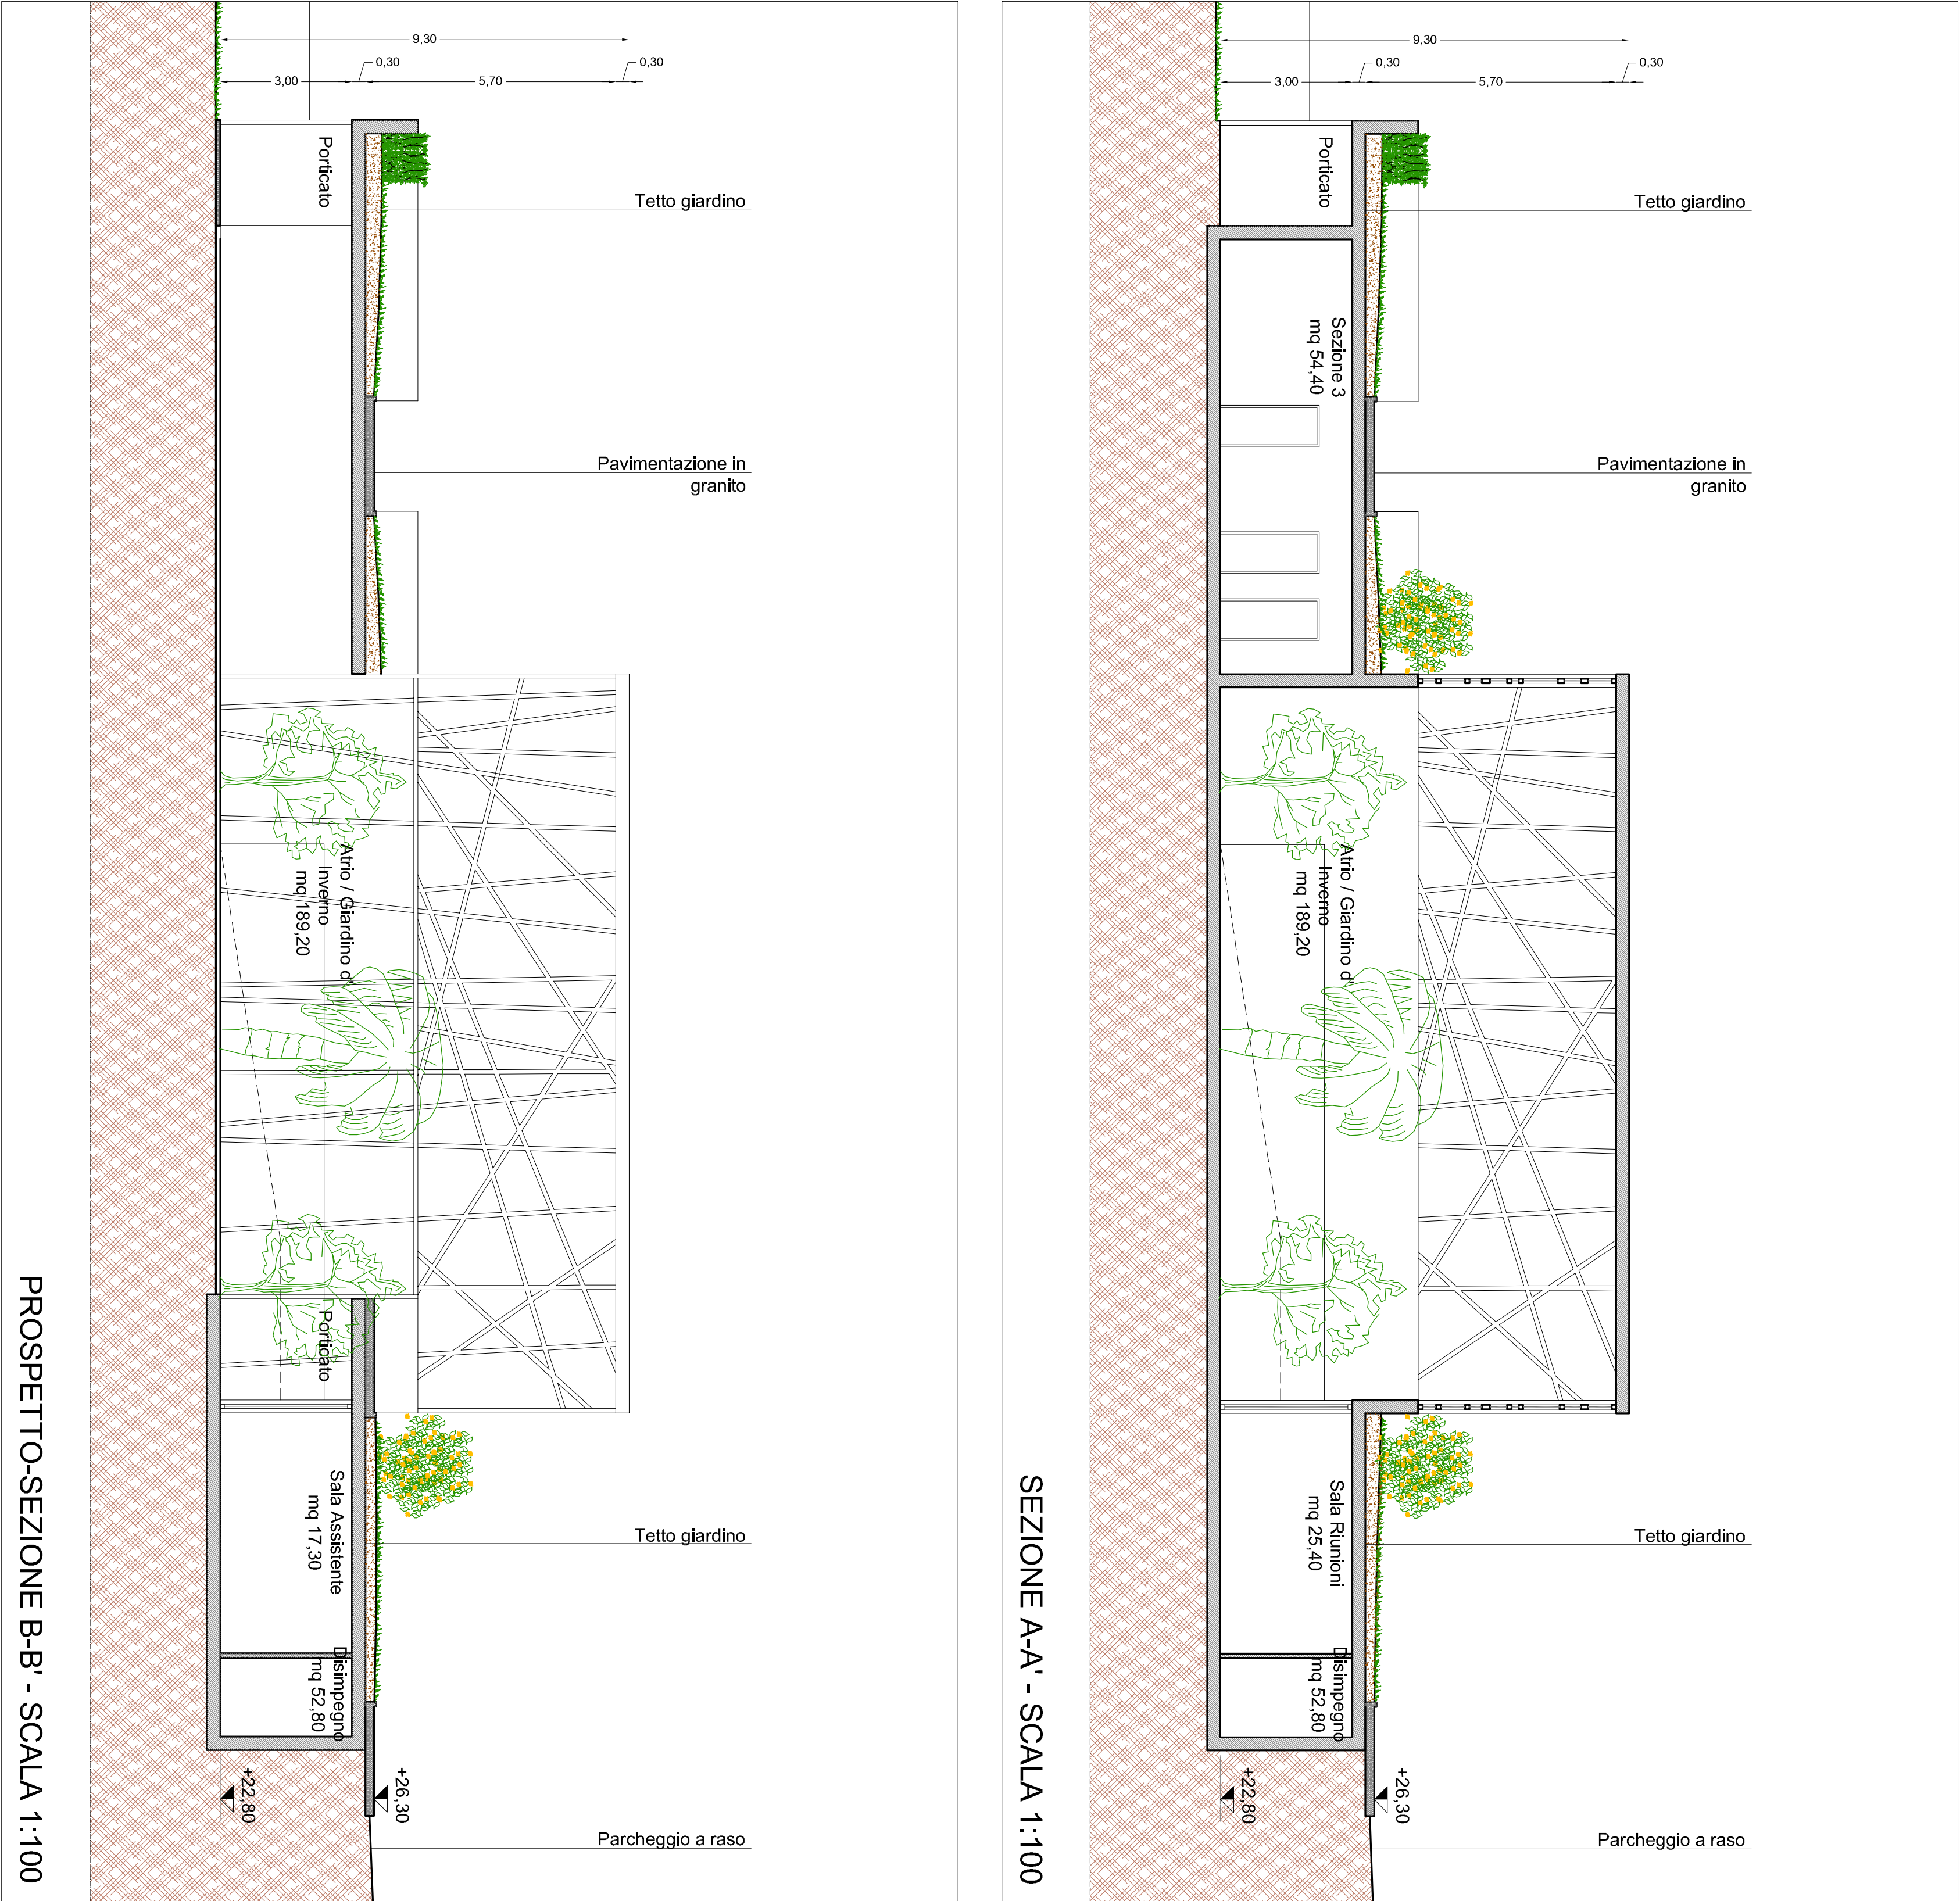 9,30
0,30
0,30
3,00
5,70
Porticato
Tetto giardino
Pavimentazione in
granito
Atrio / Giardino d'
Inverno
mq 189,20
Porticato
Sala Assistente
mq 17,30
Tetto giardino
Disimpegno
mq 52,80
+26,30
+22,80
Parcheggio a raso
PROSPETTO-SEZIONE B-B' - SCALA 1:100
9,30
0,30
0,30
3,00
5,70
Porticato
Tetto giardino
Sezione 3
mq 54,40
Pavimentazione in
granito
Atrio / Giardino d'
Inverno
mq 189,20
Sala Riunioni
mq 25,40
Tetto giardino
Disimpegno
mq 52,80
+26,30
+22,80
Parcheggio a raso
SEZIONE A-A' - SCALA 1:100